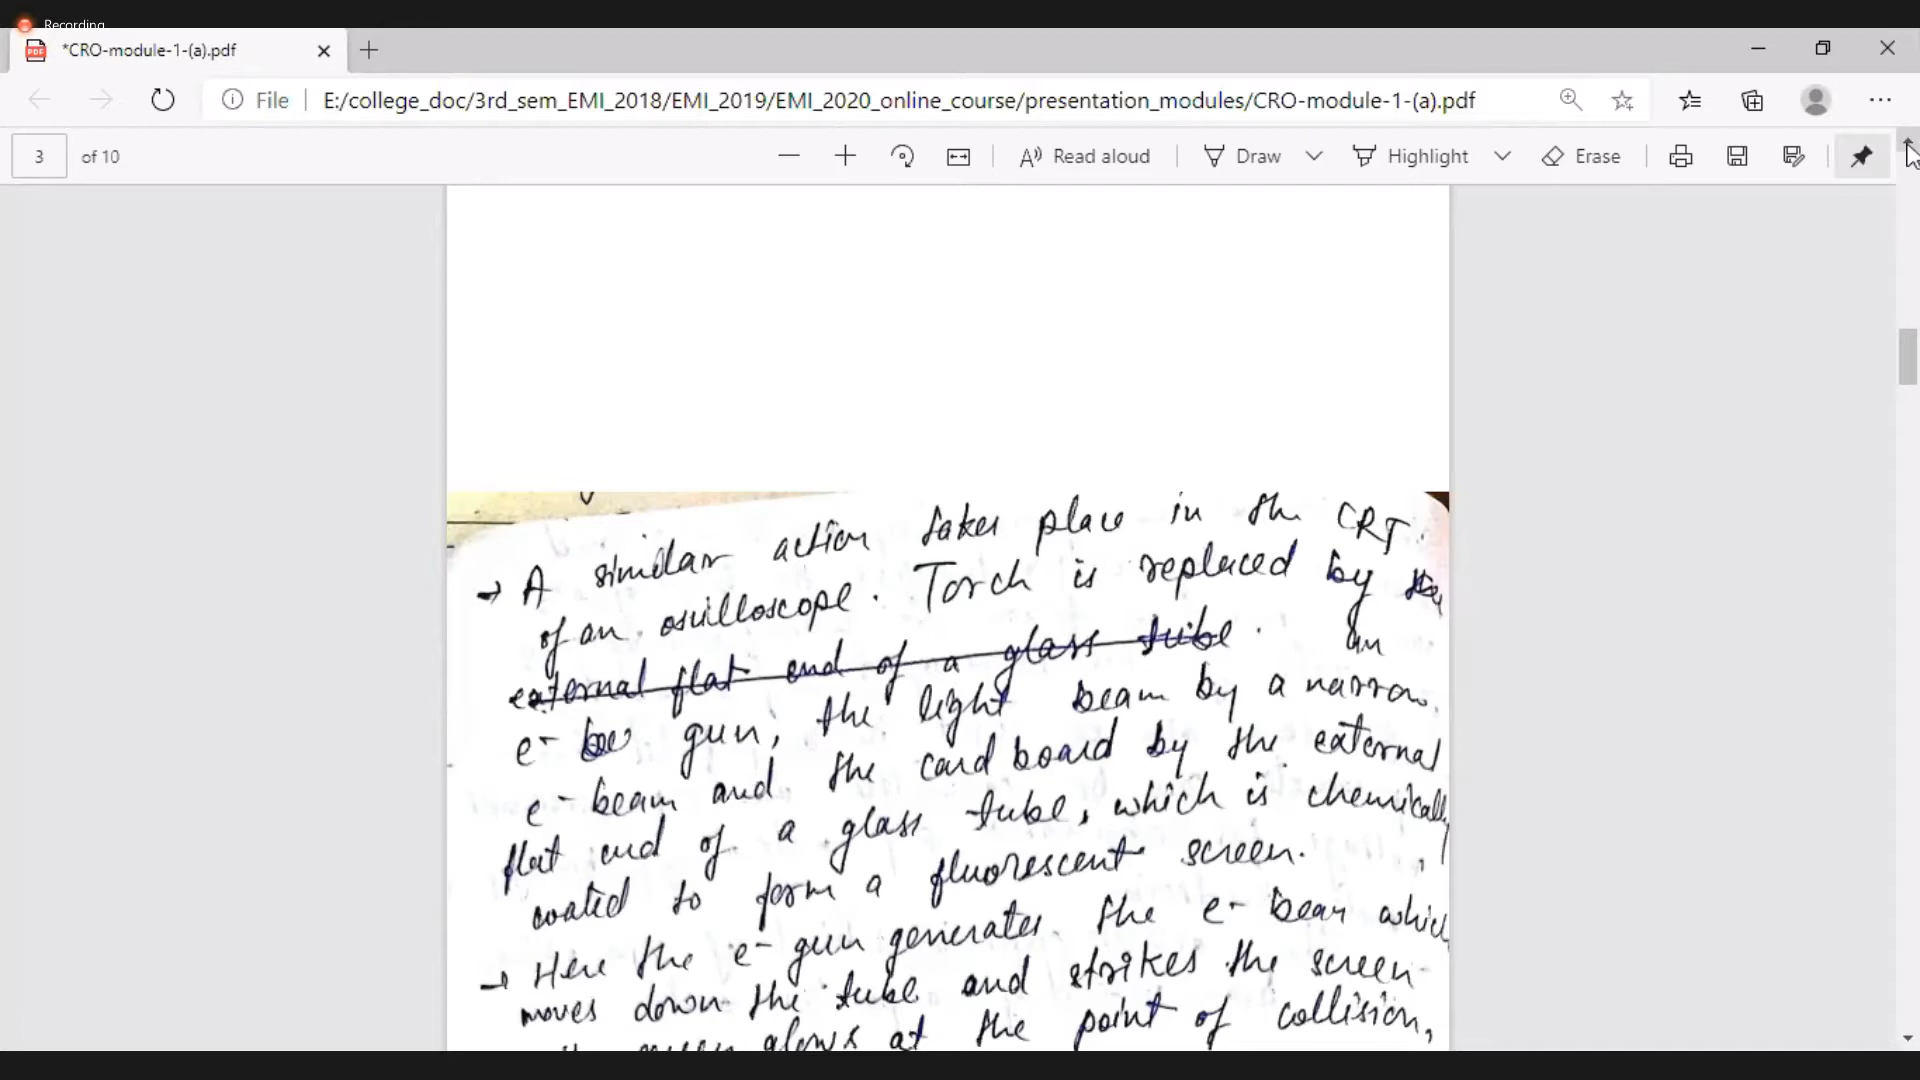 Recording
*CRO-module-1-(a).pdf
File E:/college_doc/3rd_sem_EMI_2018/EMI_2019/EMI_2020_online_course/presentation_modules/CRO-module-1-(a).pdf
3 of 10 Read aloud Draw Highlight Erase
→ A similar action takes place in the CRT
of an oscilloscope. Torch is replaced by
external flat end of a glass tube. an
e- gun, the light beam by a narrow
e- beam and the card board by the external
flat end of a glass tube, which is chemically
coated to form a fluorescent screen.
→ Here the e- gun generates the e- beam which
moves down the tube and strikes the screen
screen glows at the point of collision,